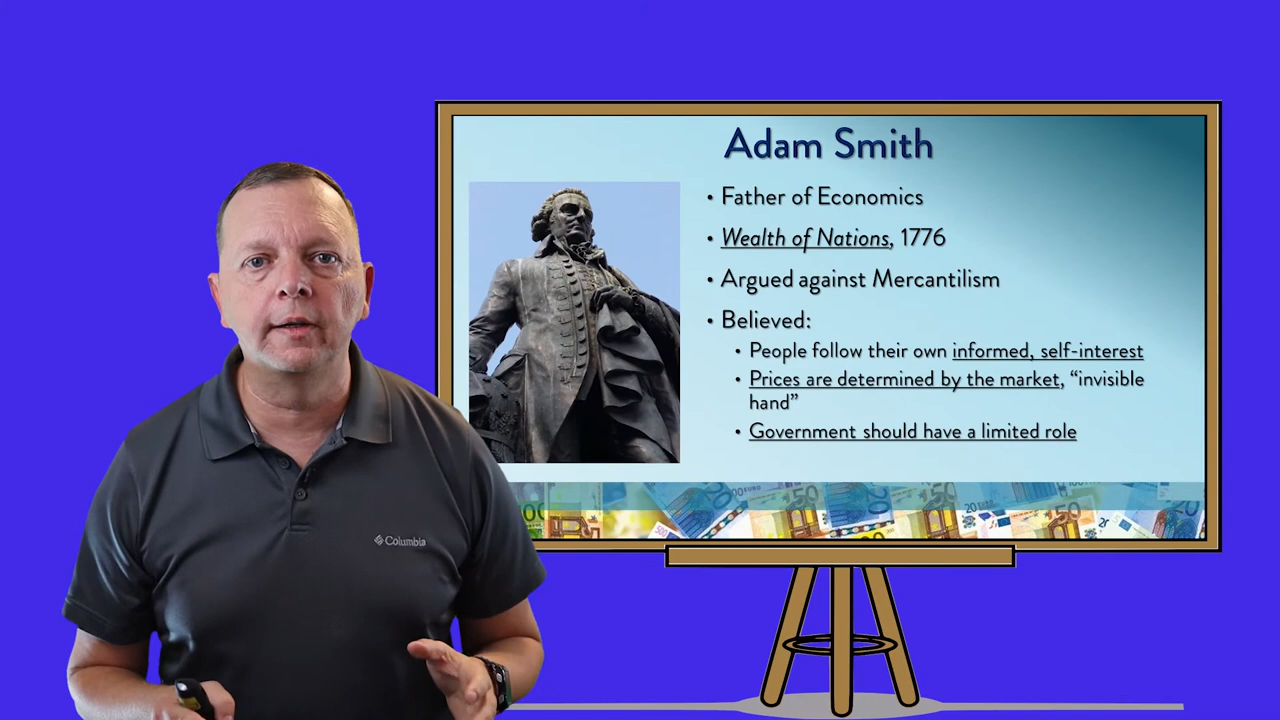 Adam Smith
• Father of Economics
• Wealth of Nations, 1776
• Argued against Mercantilism
• Believed:
• People follow their own informed, self-interest
• Prices are determined by the market, “invisible
hand”
• Government should have a limited role
Columbia